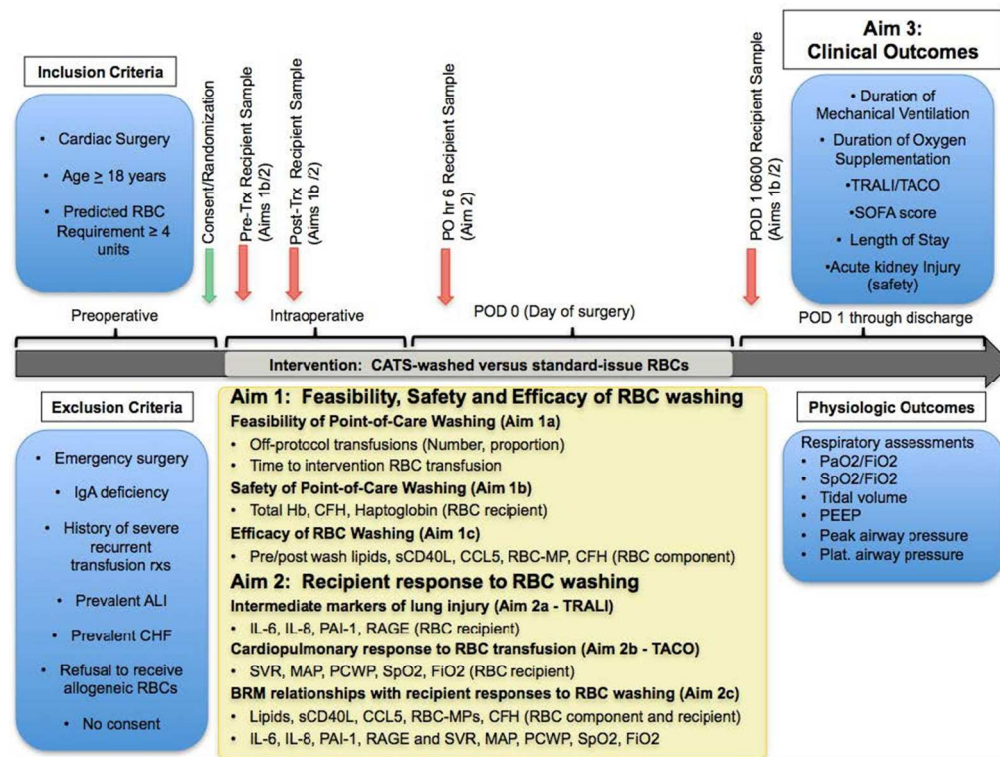 Inclusion Criteria
• Cardiac Surgery
• Age ≥ 18 years
• Predicted RBC
Requirement ≥ 4
units
Consent/Randomization
Pre-Trx Recipient Sample
(Aims 1b/2)
Post-Trx Recipient Sample
(Aims 1b /2)
PO hr 6 Recipient Sample
(Aim 2)
POD 1 0600 Recipient Sample
(Aims 1b /2)
Aim 3:
Clinical Outcomes
• Duration of
Mechanical Ventilation
• Duration of Oxygen
Supplementation
•TRALI/TACO
•SOFA score
• Length of Stay
•Acute kidney Injury
(safety)
Preoperative
Intraoperative
POD 0 (Day of surgery)
POD 1 through discharge
Intervention: CATS-washed versus standard-issue RBCs
Exclusion Criteria
• Emergency surgery
• IgA deficiency
• History of severe
recurrent
transfusion rxs
• Prevalent ALI
• Prevalent CHF
• Refusal to receive
allogeneic RBCs
• No consent
Aim 1: Feasibility, Safety and Efficacy of RBC washing
Feasibility of Point-of-Care Washing (Aim 1a)
• Off-protocol transfusions (Number, proportion)
• Time to intervention RBC transfusion
Safety of Point-of-Care Washing (Aim 1b)
• Total Hb, CFH, Haptoglobin (RBC recipient)
Efficacy of RBC Washing (Aim 1c)
• Pre/post wash lipids, sCD40L, CCL5, RBC-MP, CFH (RBC component)
Aim 2: Recipient response to RBC washing
Intermediate markers of lung injury (Aim 2a - TRALI)
• IL-6, IL-8, PAI-1, RAGE (RBC recipient)
Cardiopulmonary response to RBC transfusion (Aim 2b - TACO)
• SVR, MAP, PCWP, SpO2, FiO2 (RBC recipient)
BRM relationships with recipient responses to RBC washing (Aim 2c)
• Lipids, sCD40L, CCL5, RBC-MPs, CFH (RBC component and recipient)
• IL-6, IL-8, PAI-1, RAGE and SVR, MAP, PCWP, SpO2, FiO2
Physiologic Outcomes
Respiratory assessments
• PaO2/FiO2
• SpO2/FiO2
• Tidal volume
• PEEP
• Peak airway pressure
• Plat. airway pressure